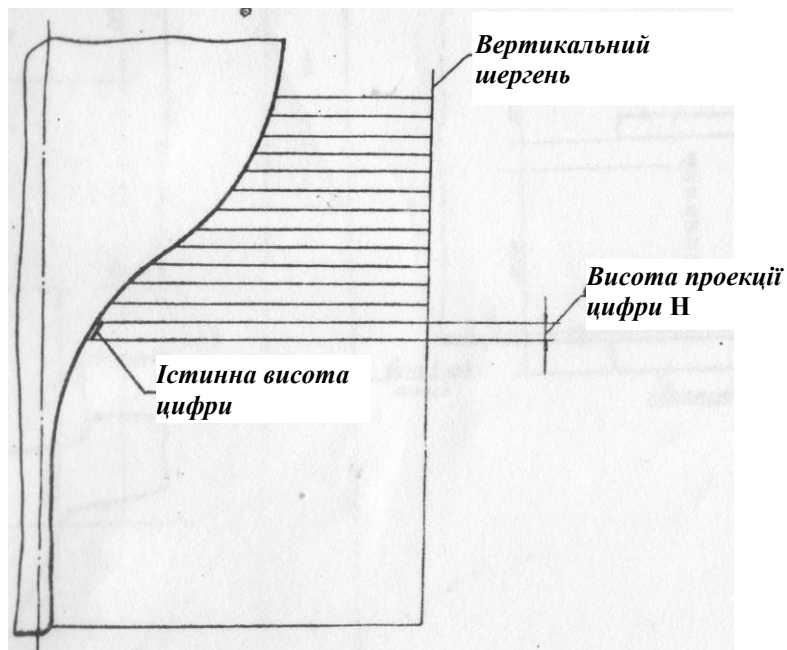 Вертикальний
шергень
Висота проекції
цифри Н
Істинна висота
цифри